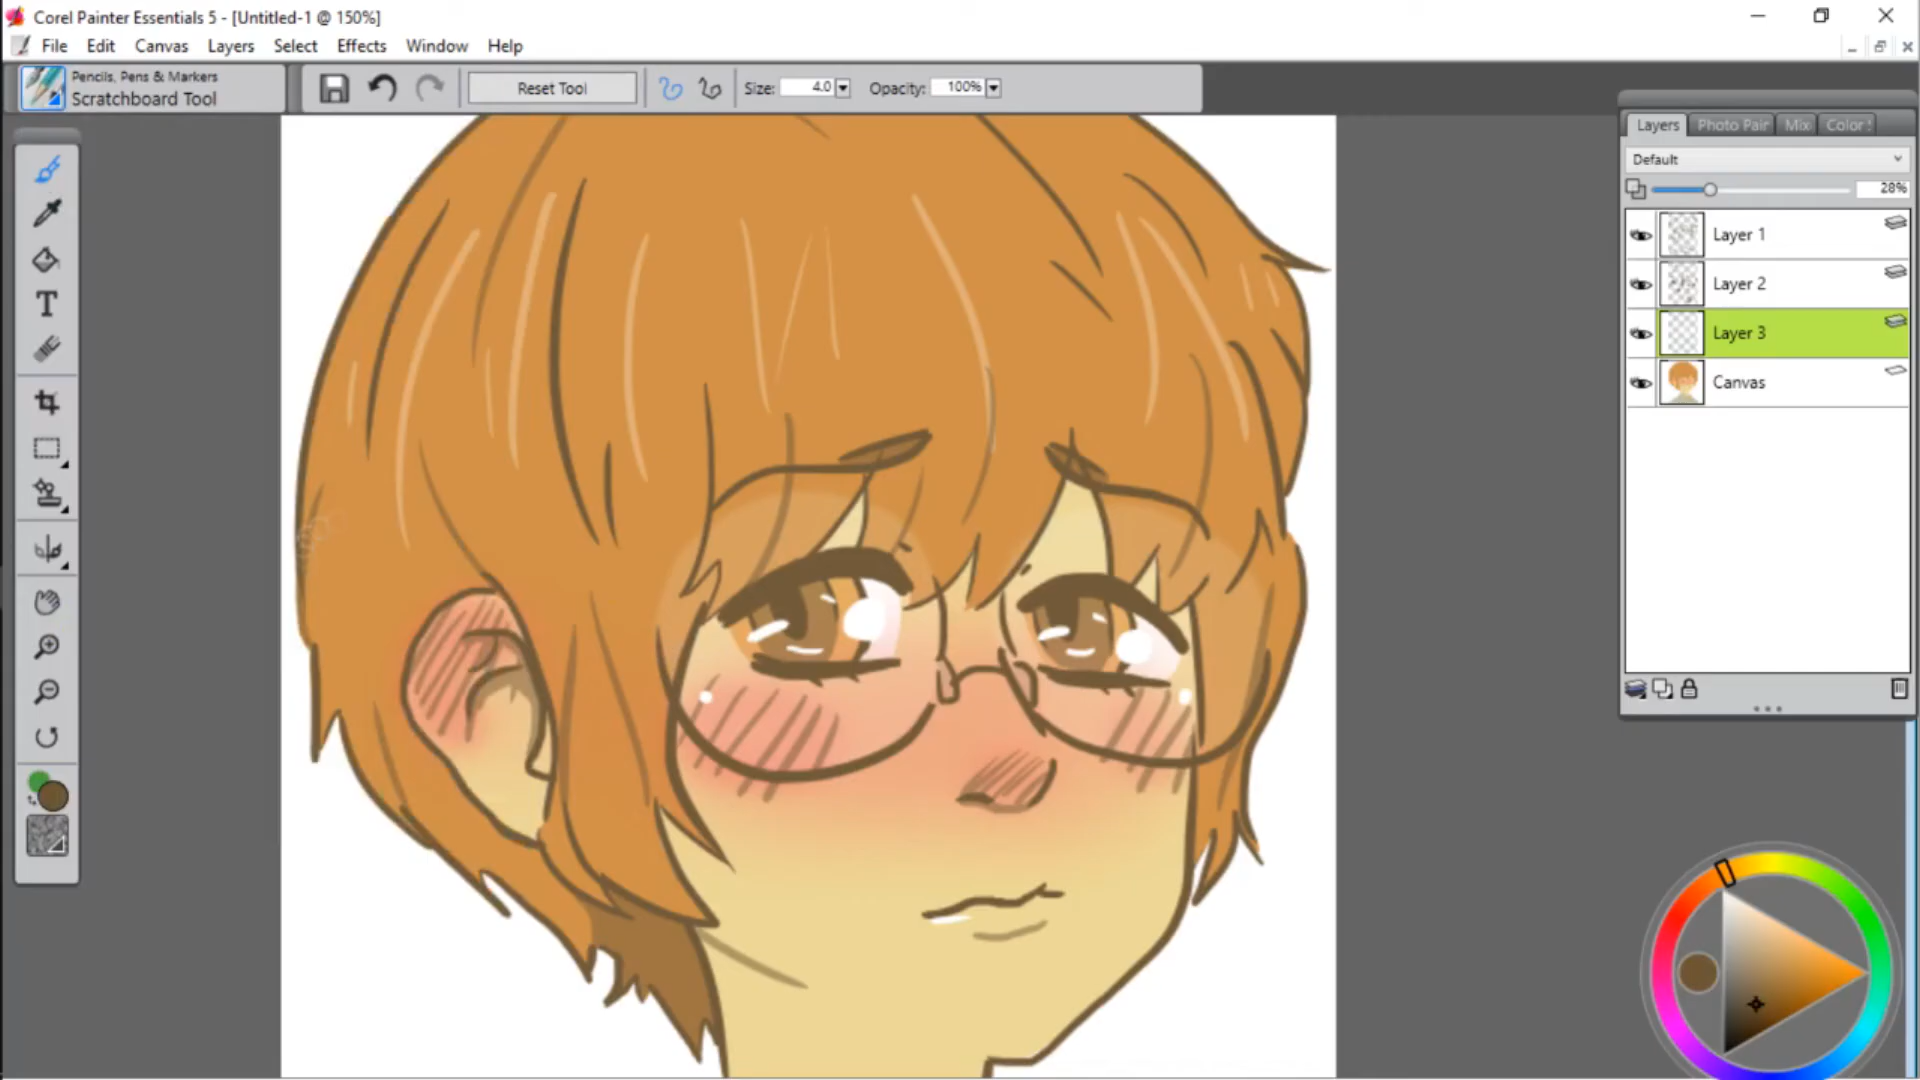 Corel Painter Essentials 5 - [Untitled-1 @ 150%]
File Edit Canvas Layers Select Effects Window Help
Pencils, Pens & Markers
Scratchboard Tool
Reset Tool
Size: 4.0
Opacity: 100%
Layers Photo Pair Mix Color :
Default
28%
Layer 1
Layer 2
Layer 3
Canvas
T